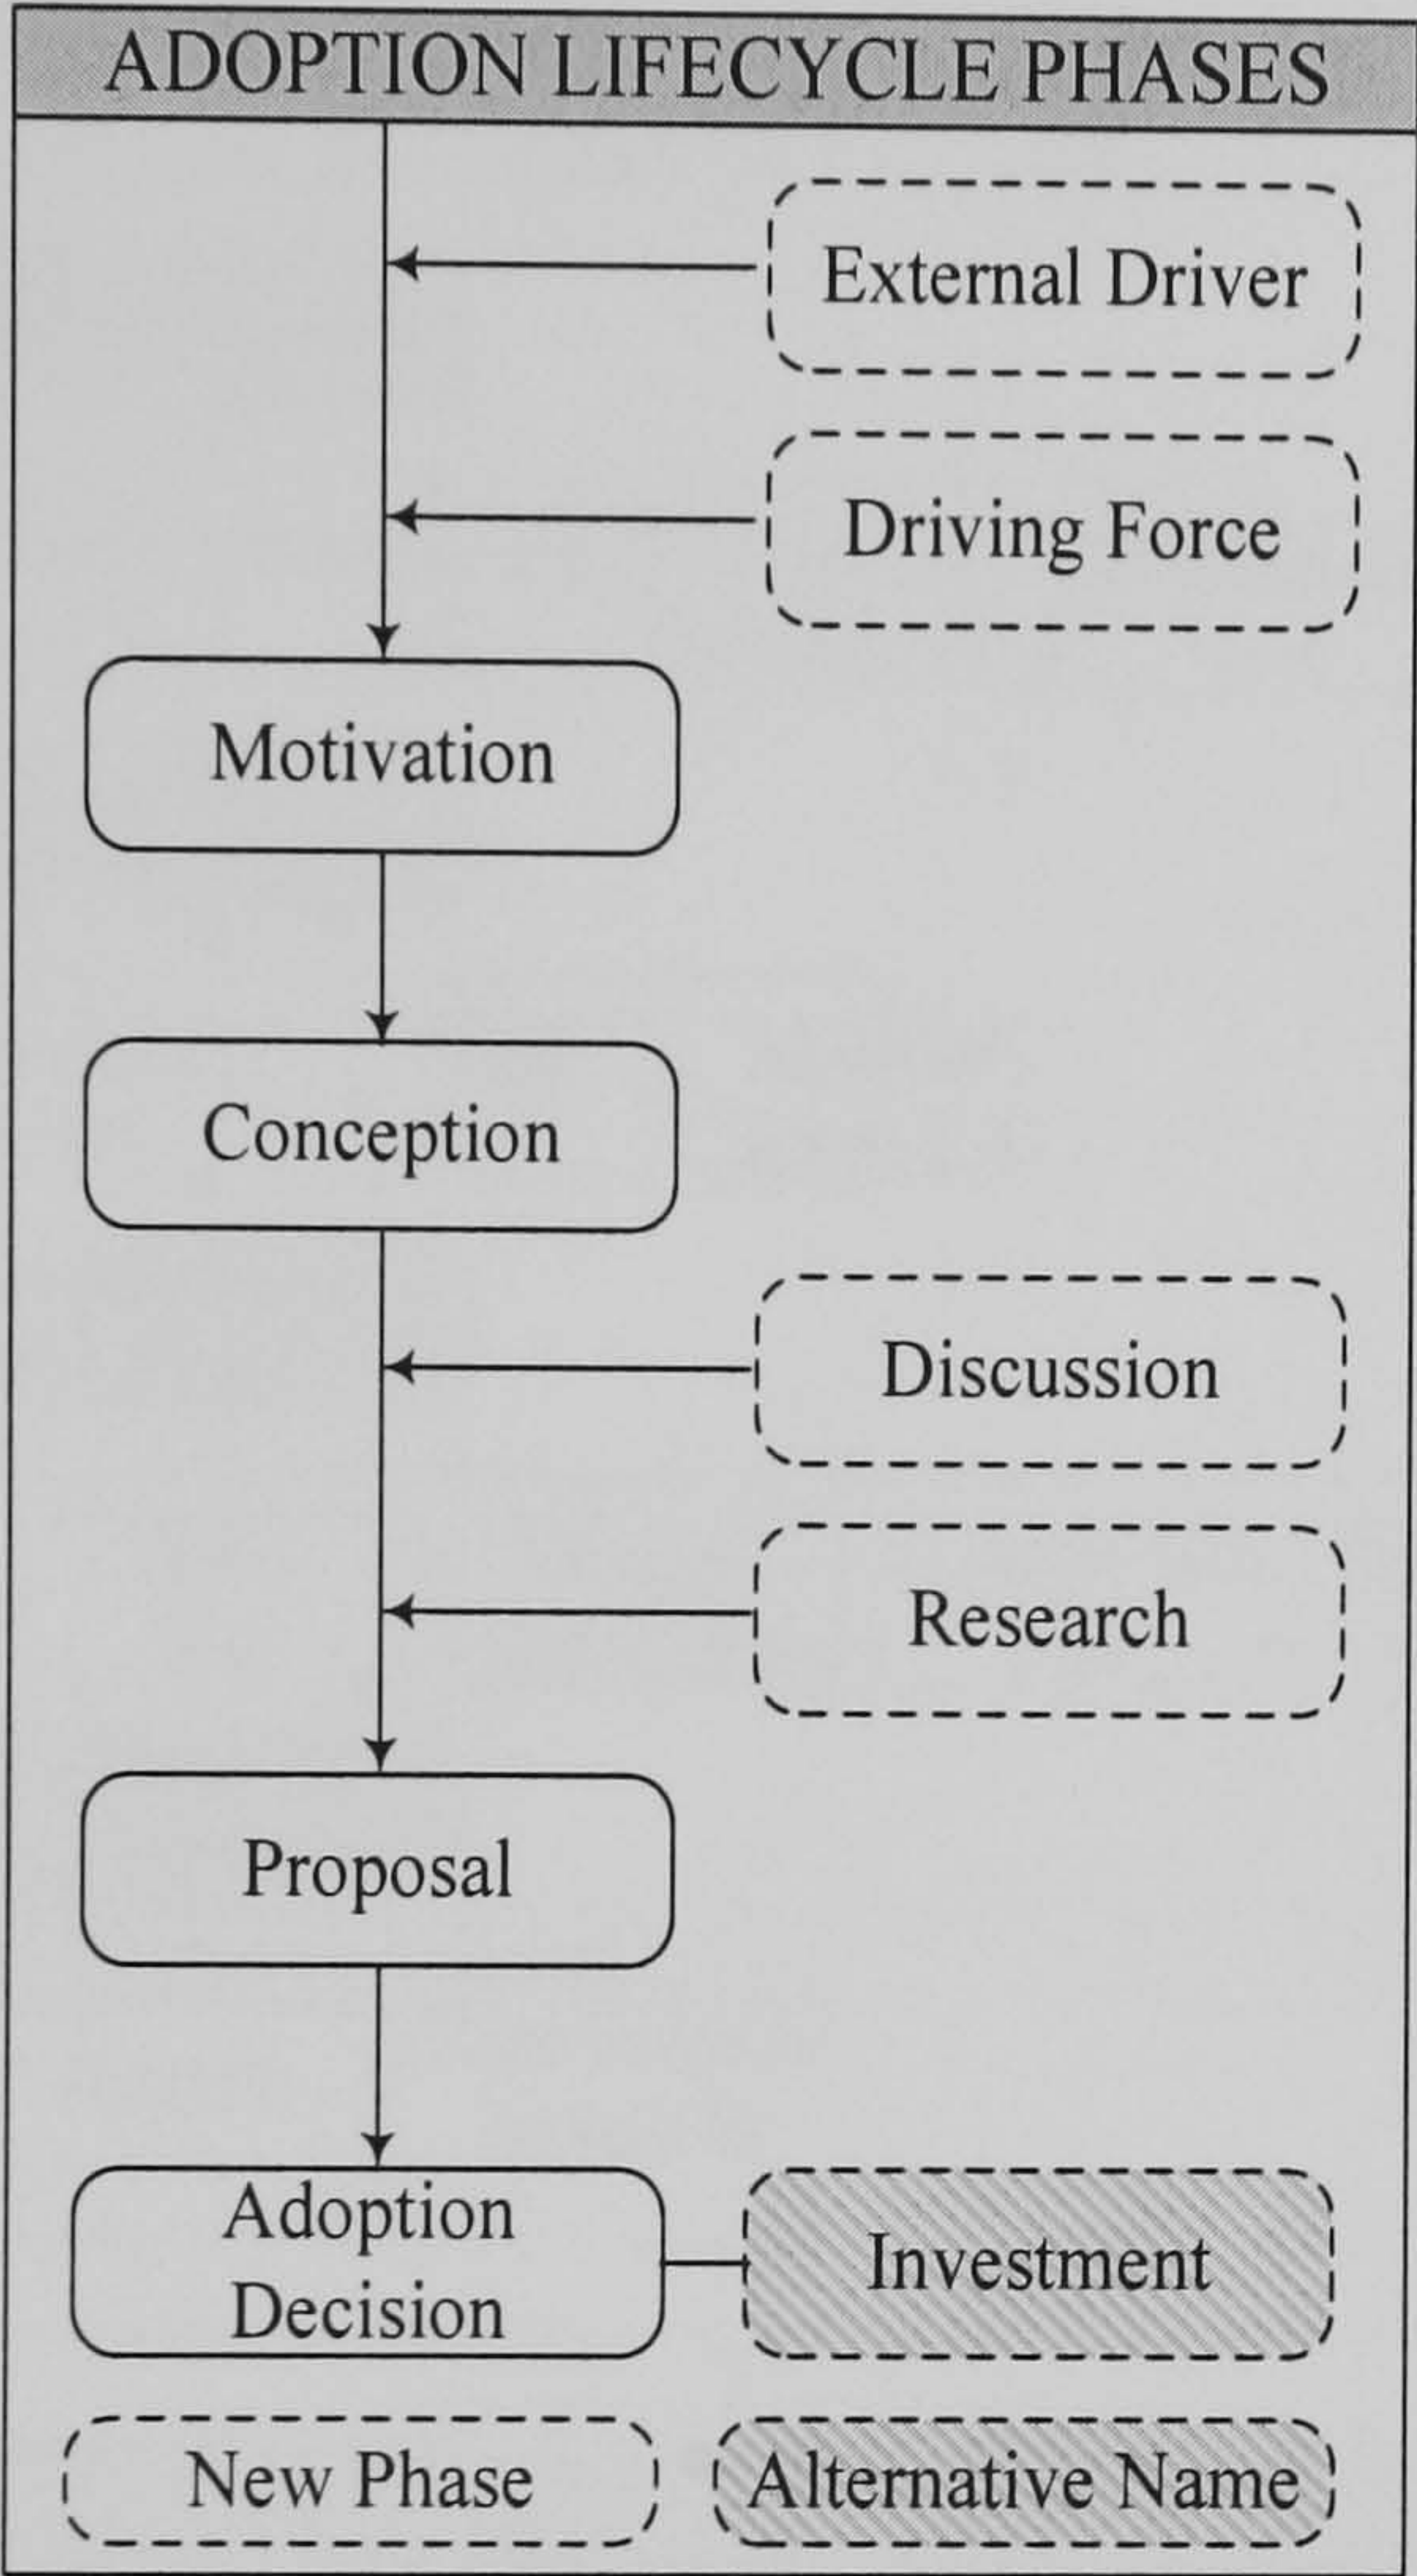 ADOPTION LIFECYCLE PHASES
External Driver
Driving Force
Motivation
Conception
Discussion
Research
Proposal
Adoption
Decision
Investment
New Phase
Alternative Name